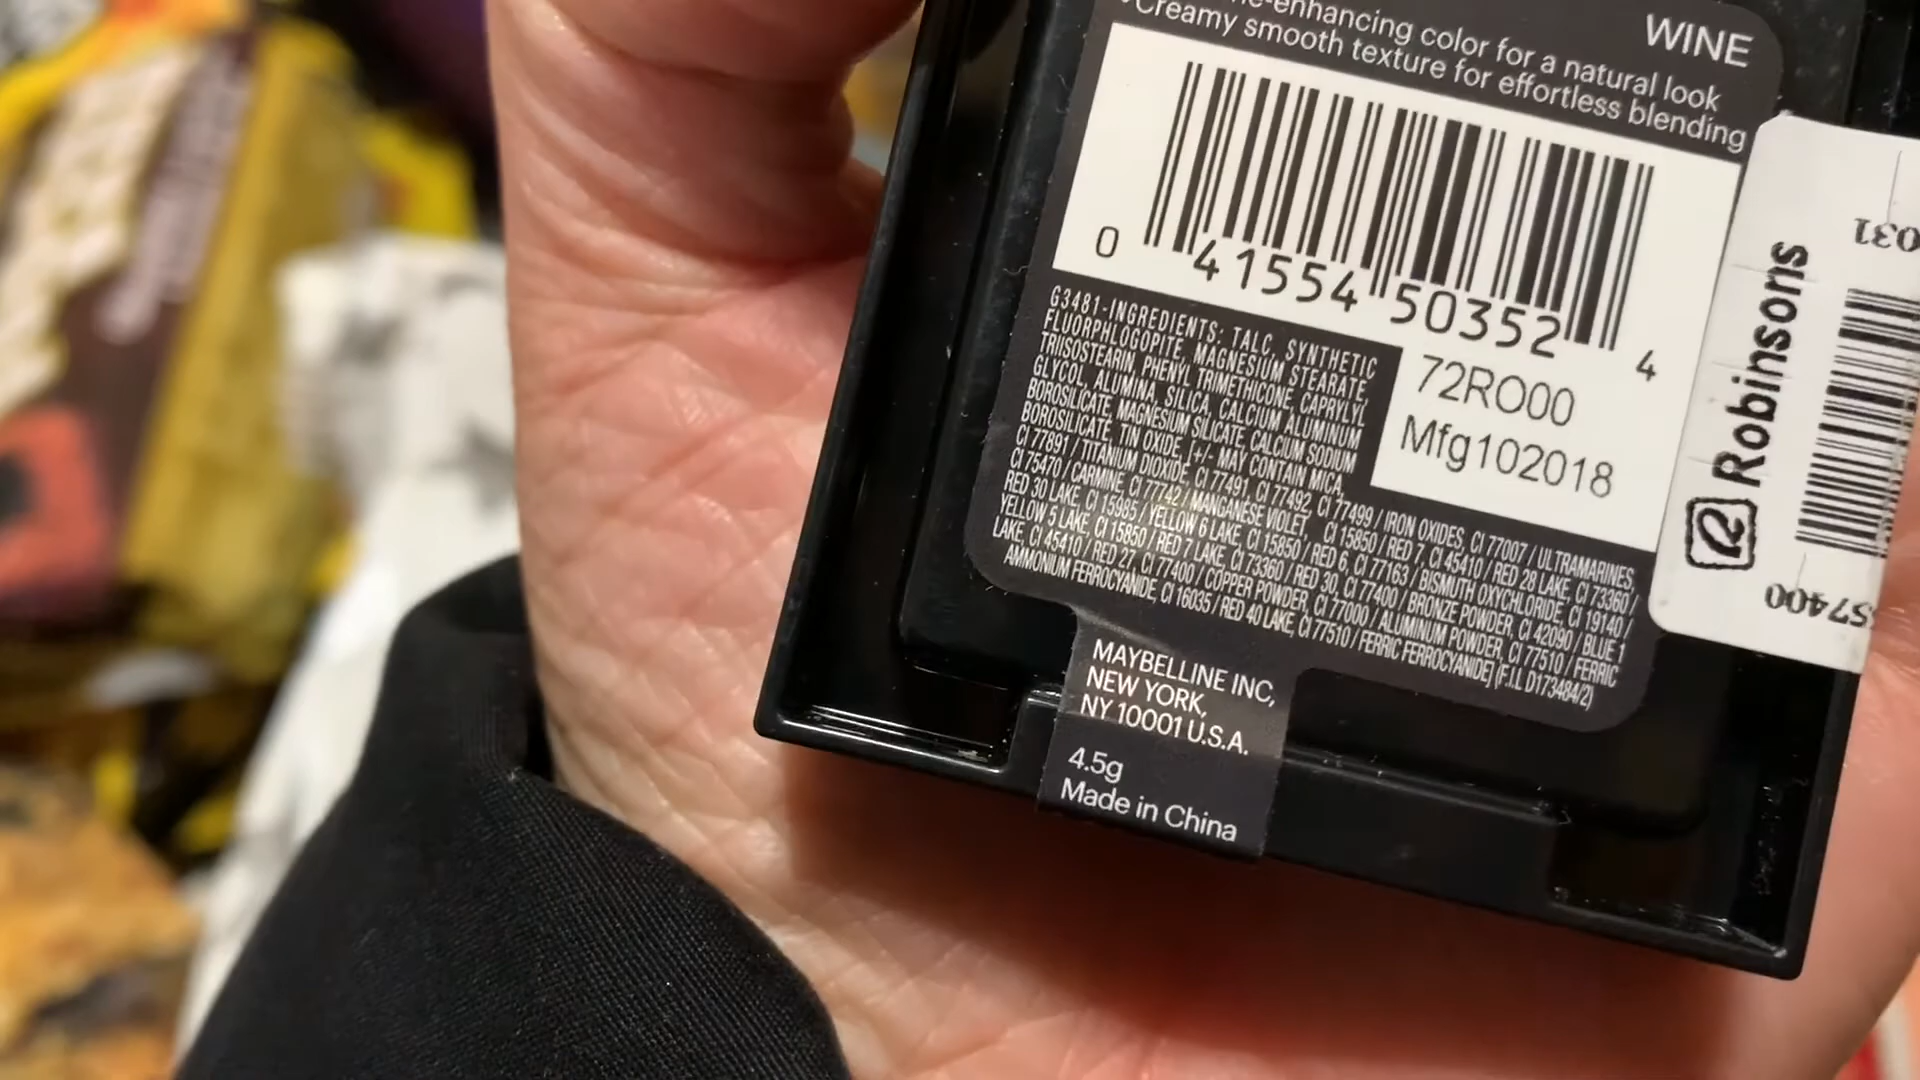 -enhancing color for a natural look
Creamy smooth texture for effortless blending
WINE
0 41554 50352 4
72RO00
Mfg102018
G3481-INGREDIENTS: TALC, SYNTHETIC
FLUORPHLOGOPITE, MAGNESIUM STEARATE,
TRIISOSTEARIN, PHENYL TRIMETHICONE, CAPRYLYL
GLYCOL, ALUMINA, SILICA, CALCIUM ALUMINUM
BOROSILICATE, MAGNESIUM SILICATE, CALCIUM SODIUM
BOROSILICATE, TIN OXIDE, [+/- MAY CONTAIN MICA,
CI 77891 / TITANIUM DIOXIDE, CI 77491, CI 77492, CI 77499 / IRON OXIDES, CI 77007 / ULTRAMARINES,
CI 75470 / CARMINE, CI 77742 / MANGANESE VIOLET, CI 15850 / RED 7, CI 45410 / RED 28 LAKE, CI 73360 /
RED 30 LAKE, CI 15985 / YELLOW 6 LAKE, CI 15850 / RED 6, CI 77163 / BISMUTH OXYCHLORIDE, CI 19140 /
YELLOW 5 LAKE, CI 15850 / RED 7 LAKE, CI 73360 / RED 30, CI 77400 / BRONZE POWDER, CI 42090 / BLUE 1
LAKE, CI 45410 / RED 27, CI 77400 / COPPER POWDER, CI 77000 / ALUMINUM POWDER, CI 77510 / FERRIC
AMMONIUM FERROCYANIDE, CI 16035 / RED 40 LAKE, CI 77510 / FERRIC FERROCYANIDE] (F.I.L D173484/2)
MAYBELLINE INC,
NEW YORK,
NY 10001 U.S.A.
4.5g
Made in China
Robinsons
031
57400